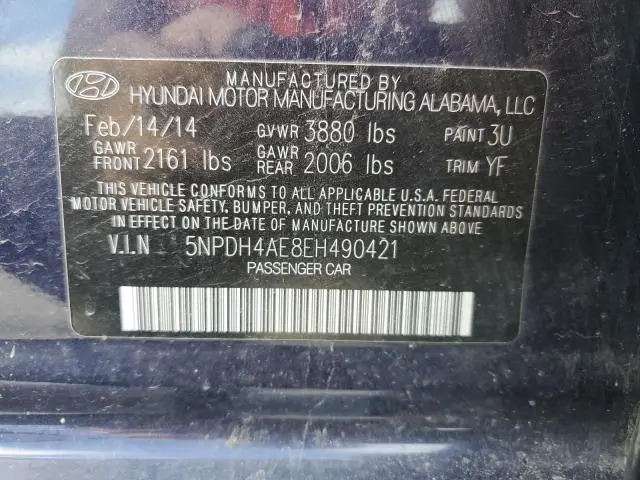 MANUFACTURED BY
HYUNDAI MOTOR MANUFACTURING ALABAMA, LLC
Feb/14/14 GVWR 3880 lbs PAINT 3U
GAWR FRONT 2161 lbs GAWR REAR 2006 lbs TRIM YF
THIS VEHICLE CONFORMS TO ALL APPLICABLE U.S.A. FEDERAL
MOTOR VEHICLE SAFETY, BUMPER, AND THEFT PREVENTION STANDARDS
IN EFFECT ON THE DATE OF MANUFACTURE SHOWN ABOVE
V.I.N 5NPDH4AE8EH490421
PASSENGER CAR